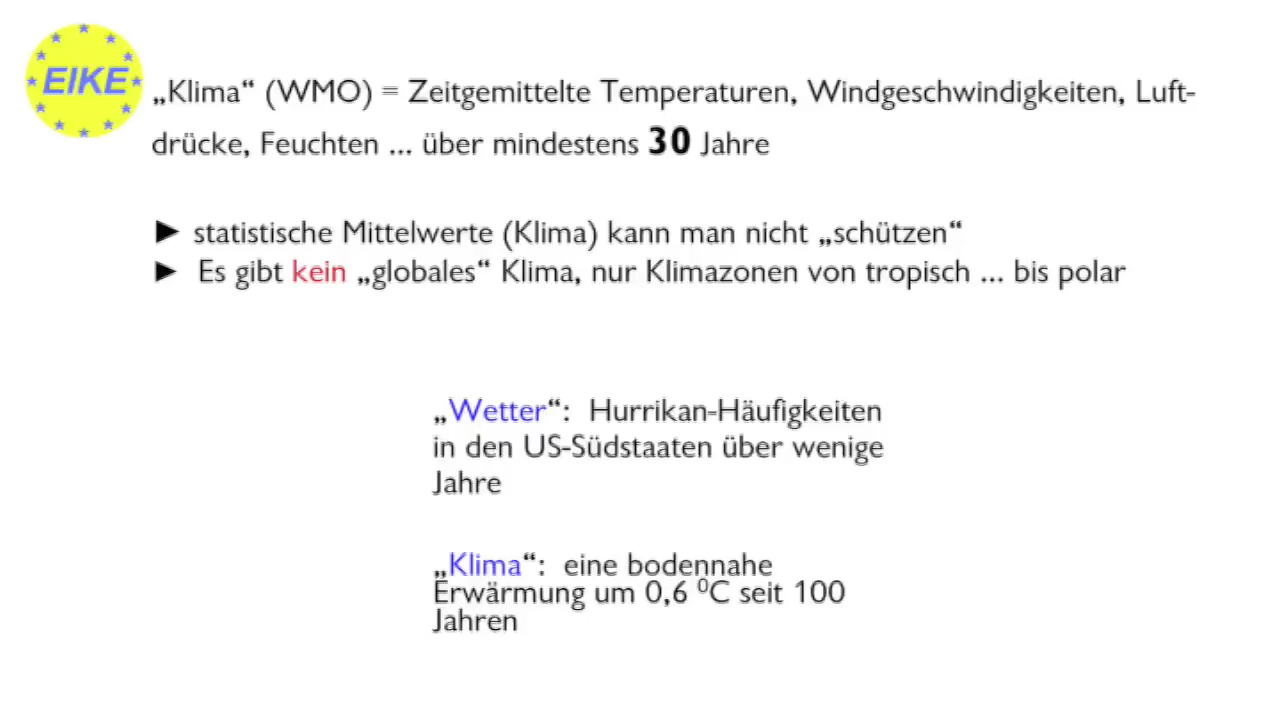 EIKE
„Klima“ (WMO) = Zeitgemittelte Temperaturen, Windgeschwindigkeiten, Luft-
drücke, Feuchten ... über mindestens 30 Jahre
► statistische Mittelwerte (Klima) kann man nicht „schützen“
► Es gibt kein „globales“ Klima, nur Klimazonen von tropisch ... bis polar
„Wetter“: Hurrikan-Häufigkeiten
in den US-Südstaaten über wenige
Jahre
„Klima“: eine bodennahe
Erwärmung um 0,6 ⁰C seit 100
Jahren